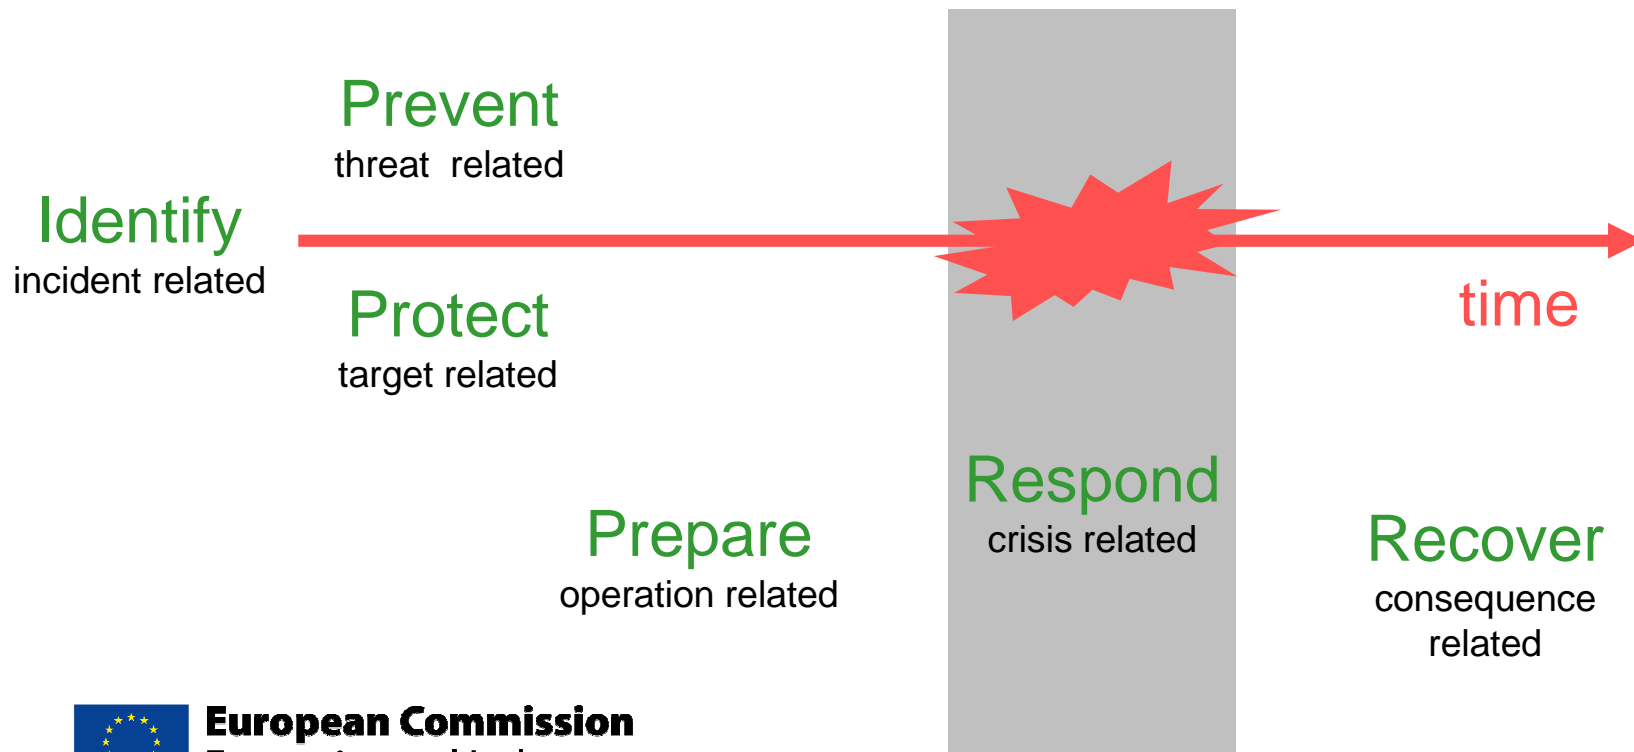 Prevent
threat related
Identify
incident related
Protect
target related
time
Respond
crisis related
Prepare
operation related
Recover
consequence
related
European Commission